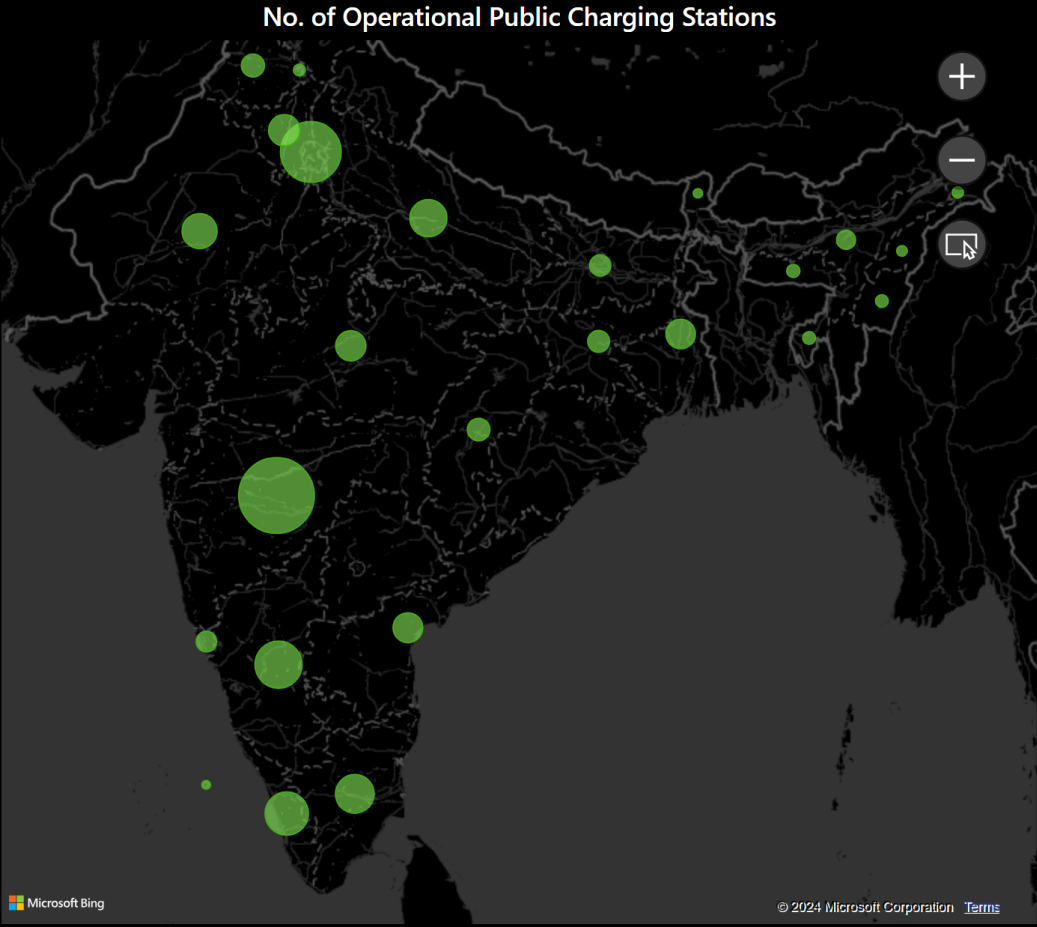 No. of Operational Public Charging Stations
Microsoft Bing
© 2024 Microsoft Corporation Terms